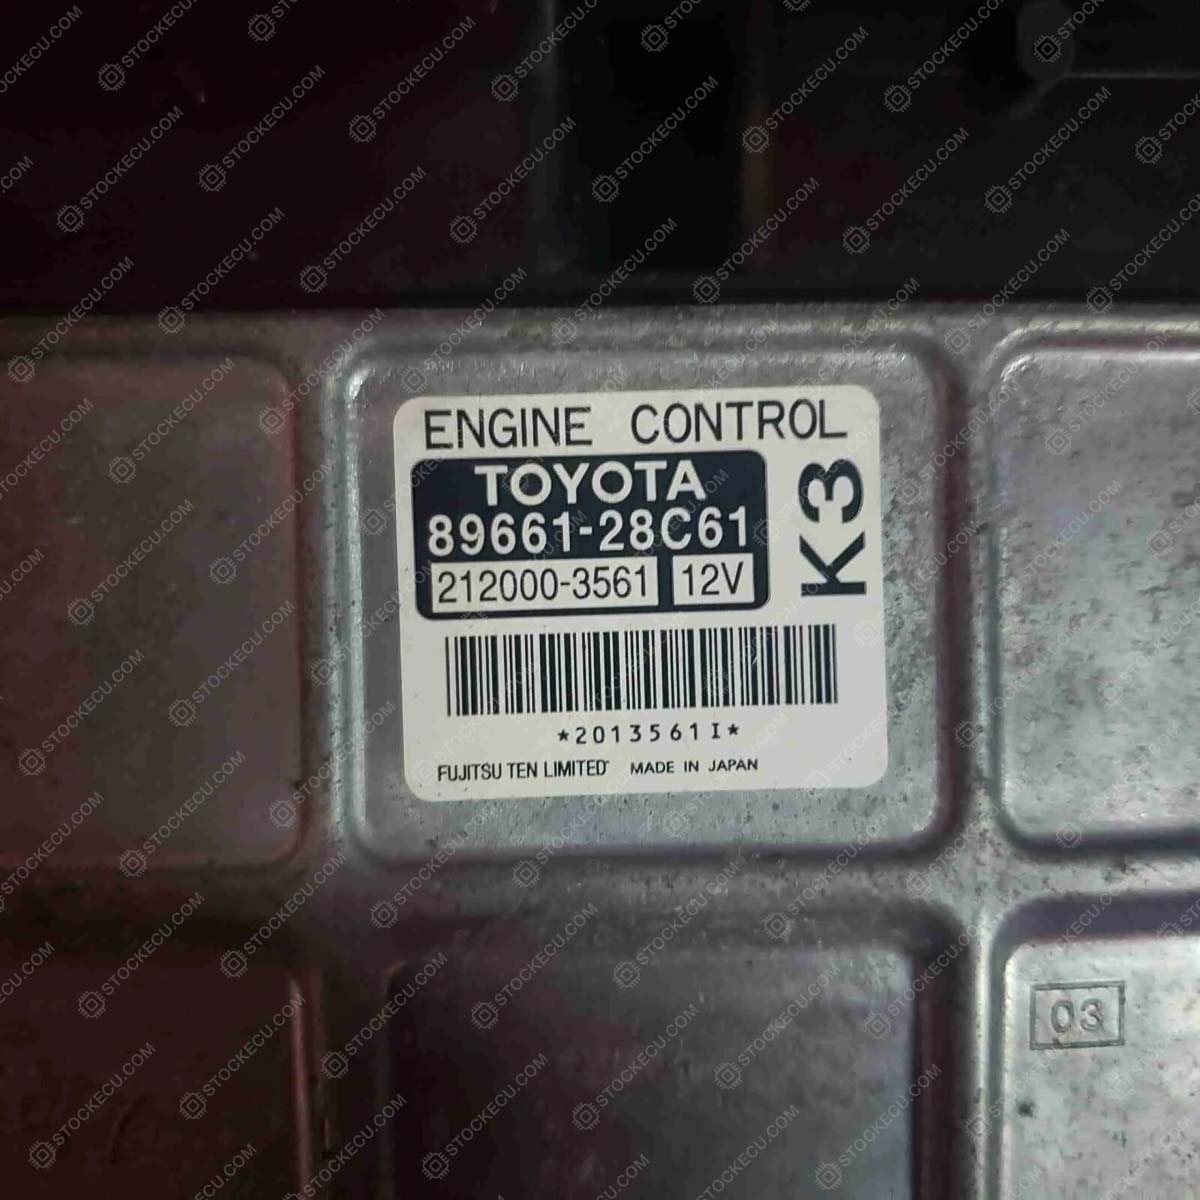 ENGINE CONTROL
TOYOTA
89661-28C61
212000-3561 12V
K3
*2013561I*
FUJITSU TEN LIMITED MADE IN JAPAN
03
STOCKECU.COM